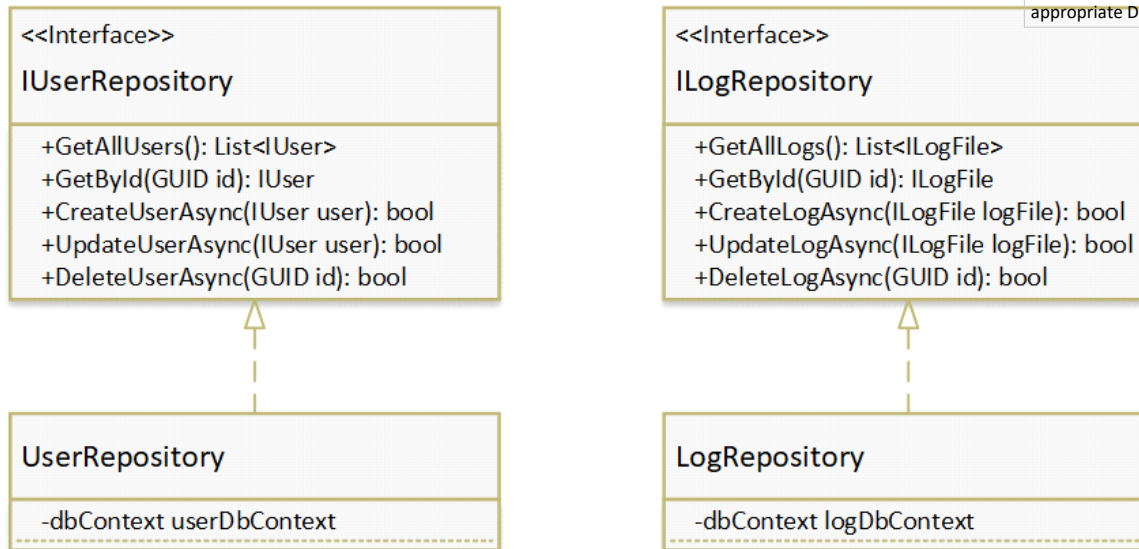 appropriate D
<<Interface>>
IUserRepository
+GetAllUsers(): List<IUser>
+GetById(GUID id): IUser
+CreateUserAsync(IUser user): bool
+UpdateUserAsync(IUser user): bool
+DeleteUserAsync(GUID id): bool
<<Interface>>
ILogRepository
+GetAllLogs(): List<ILogFile>
+GetById(GUID id): ILogFile
+CreateLogAsync(ILogFile logFile): bool
+UpdateLogAsync(ILogFile logFile): bool
+DeleteLogAsync(GUID id): bool
UserRepository
-dbContext userDbContext
LogRepository
-dbContext logDbContext